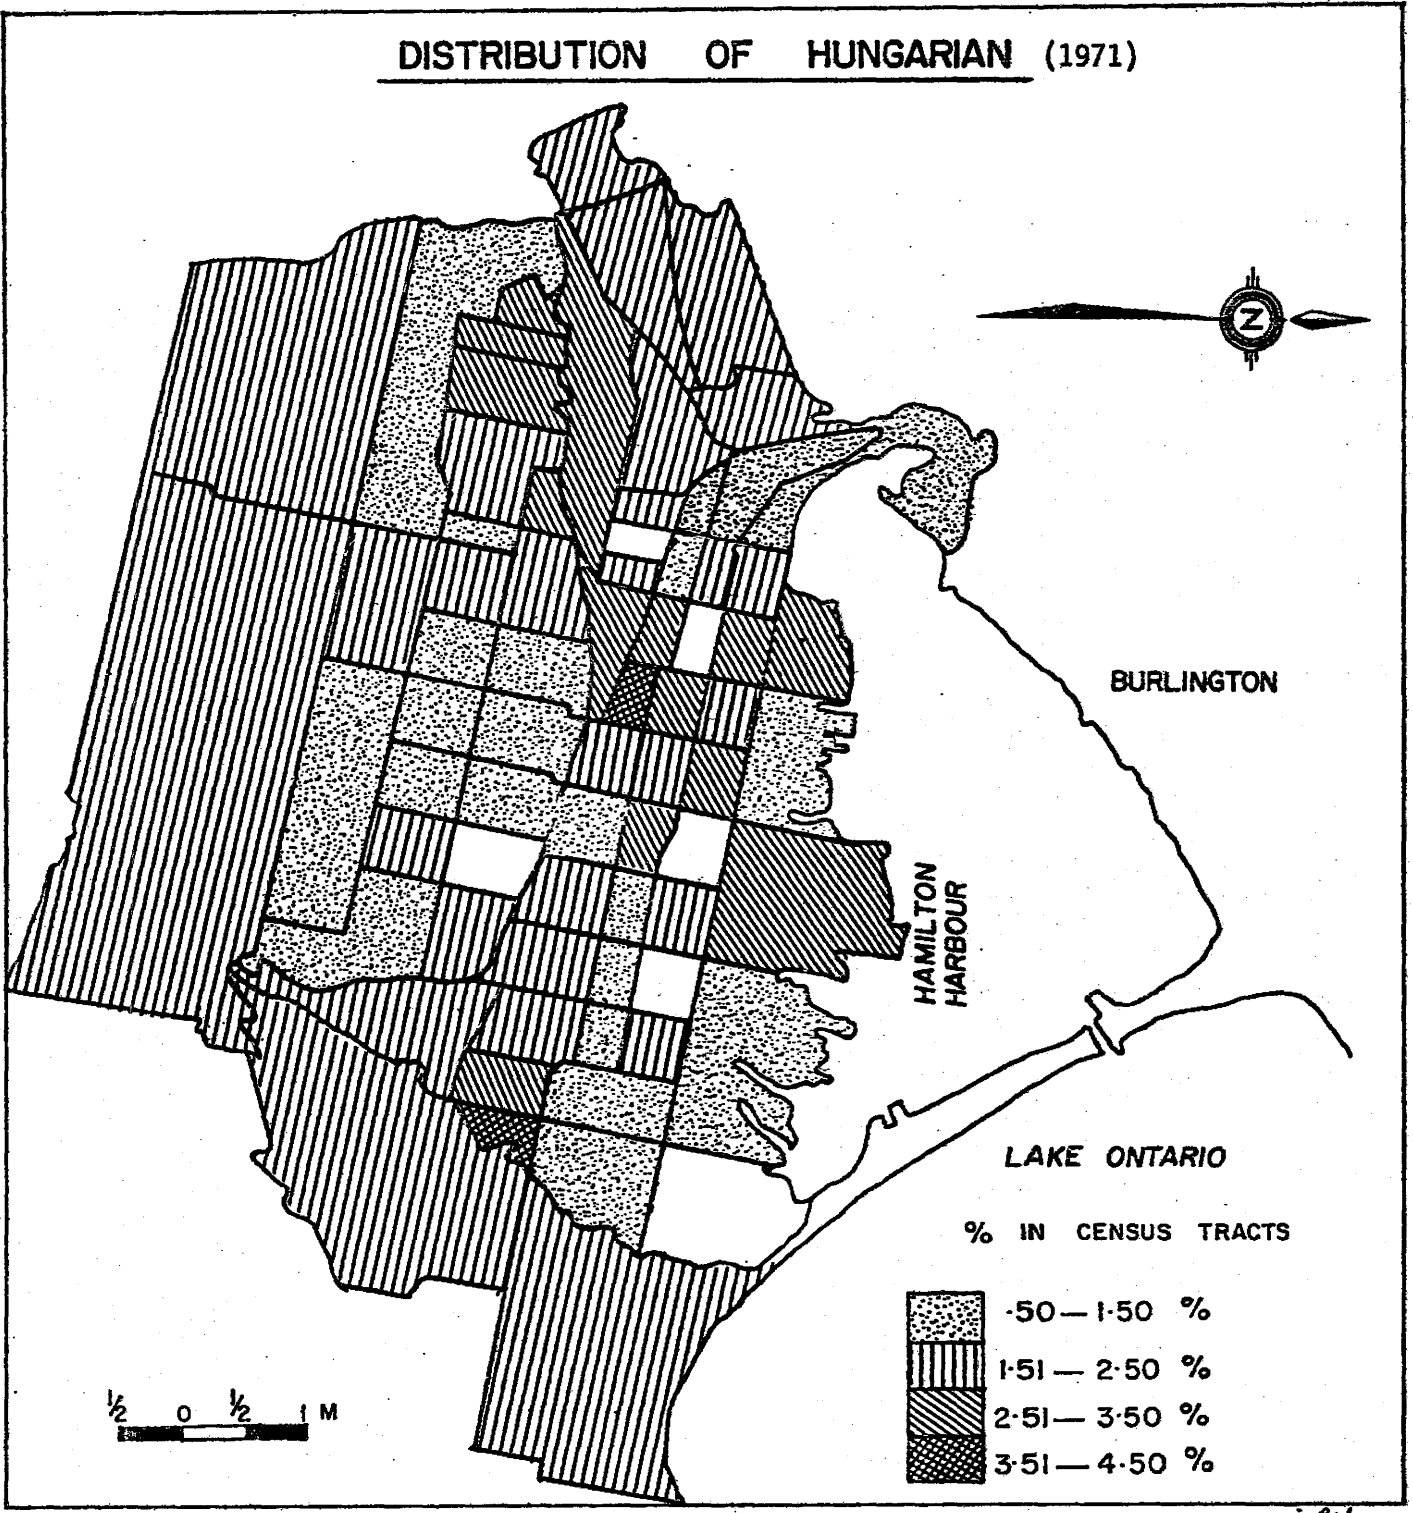 DISTRIBUTION OF HUNGARIAN (1971)
Z
BURLINGTON
HAMILTON
HARBOUR
LAKE ONTARIO
% IN CENSUS TRACTS
·50 — 1·50 %
1·51 — 2·50 %
2·51 — 3·50 %
3·51 — 4·50 %
½ 0 ½ 1 M